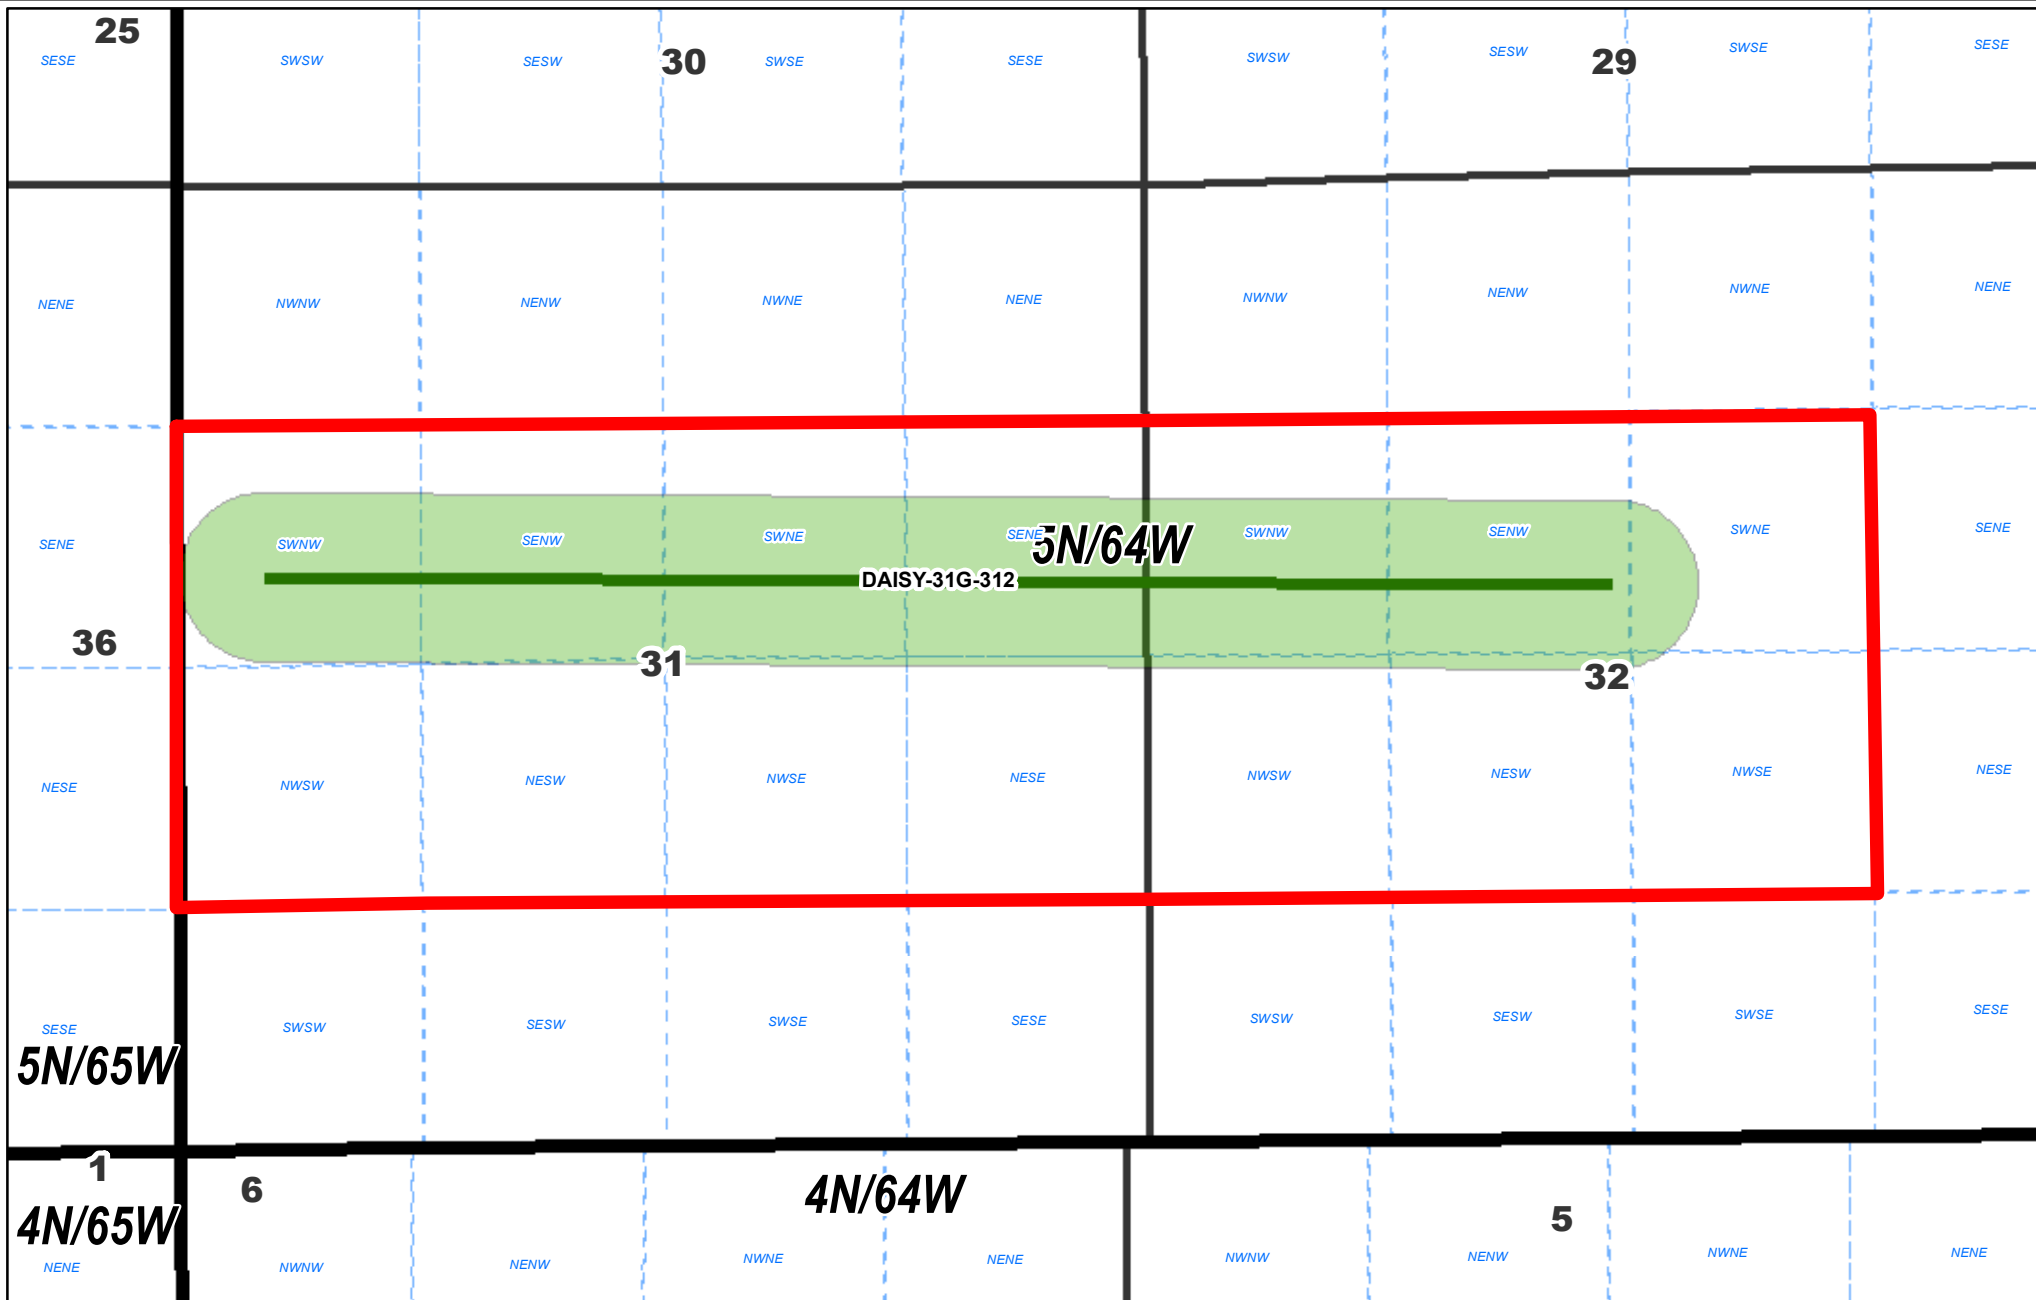 25
30
29
SESE
SWSW
SESW
SWSE
SESE
SWSW
SESW
SWSE
SESE
NENE
NWNW
NENW
NWNE
NENE
NWNW
NENW
NWNE
NENE
SENE
SWNW
SENW
SWNE
SENE
5N/64W
SWNW
SENW
SWNE
SENE
DAISY-31G-312
36
31
32
NESE
NWSW
NESW
NWSE
NESE
NWSW
NESW
NWSE
NESE
SESE
SWSW
SESW
SWSE
SESE
SWSW
SESW
SWSE
SESE
5N/65W
1
6
4N/64W
5
4N/65W
NENE
NWNW
NENW
NWNE
NENE
NWNW
NENW
NWNE
NENE